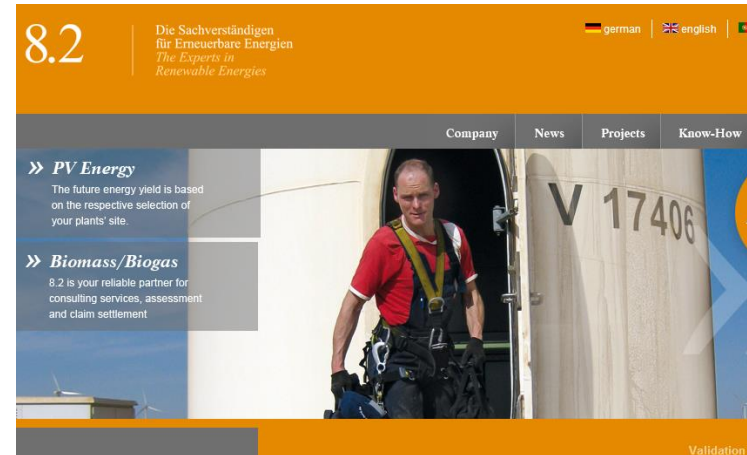 8.2
Die Sachverständigen
für Erneuerbare Energien
The Experts in
Renewable Energies
german
english
Company
News
Projects
Know-How
» PV Energy
The future energy yield is based
on the respective selection of
your plants' site.
» Biomass/Biogas
8.2 is your reliable partner for
consulting services, assessment
and claim settlement
V 17406
Validation